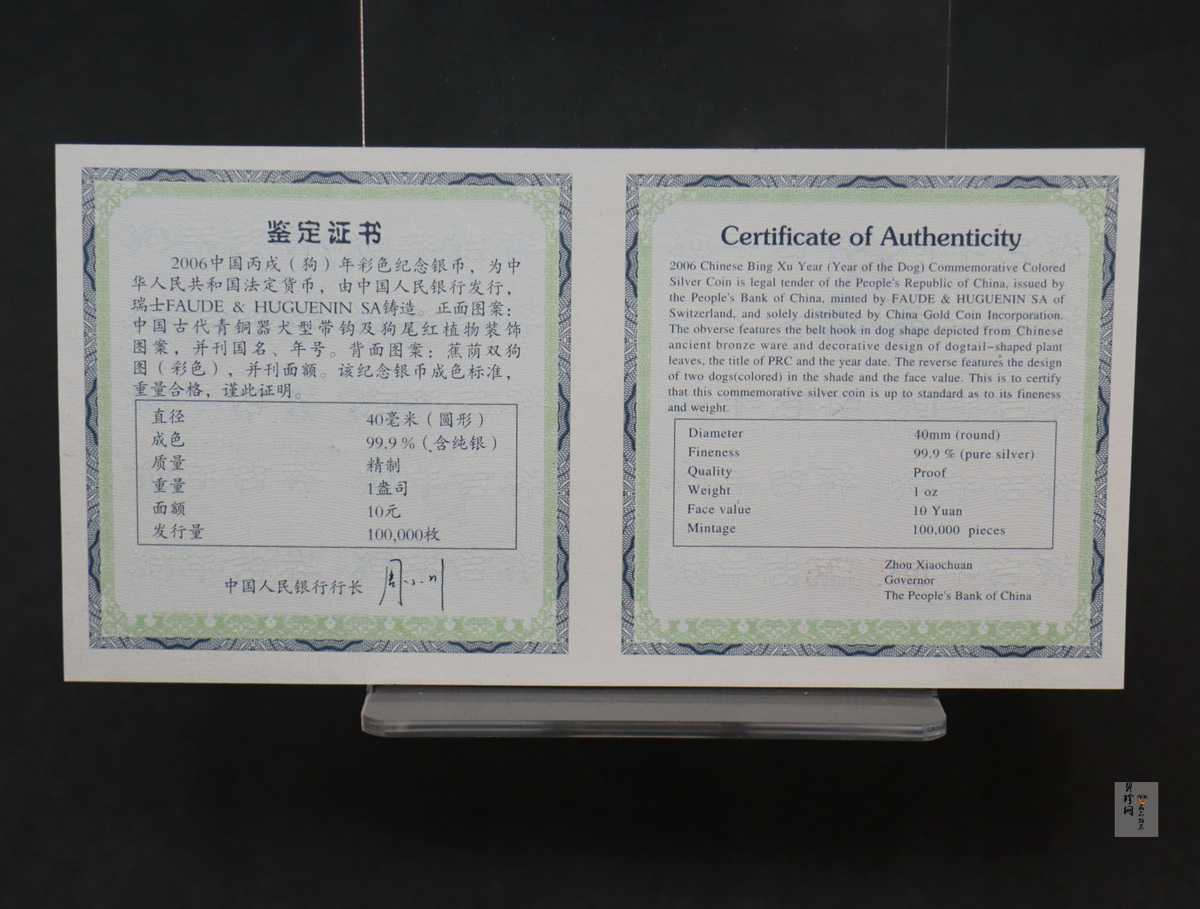 鉴定证书
2006中国丙戌（狗）年彩色纪念银币，为中
华人民共和国法定货币，由中国人民银行发行，
瑞士FAUDE & HUGUENIN SA铸造。正面图案：
中国古代青铜器犬型带钩及狗尾红植物装饰
图案，并刊国名、年号。背面图案：蕉荫双狗
图（彩色），并刊面额。该纪念银币成色标准，
重量合格，谨此证明。
直径 40毫米（圆形）
成色 99.9％（含纯银）
质量 精制
重量 1盎司
面额 10元
发行量 100,000枚
中国人民银行行长 周小川
Certificate of Authenticity
2006 Chinese Bing Xu Year (Year of the Dog) Commemorative Colored
Silver Coin is legal tender of the People's Republic of China, issued by
the People's Bank of China, minted by FAUDE & HUGUENIN SA of
Switzerland, and solely distributed by China Gold Coin Incorporation.
The obverse features the belt hook in dog shape depicted from Chinese
ancient bronze ware and decorative design of dogtail-shaped plant
leaves, the title of PRC and the year date. The reverse features the design
of two dogs(colored) in the shade and the face value. This is to certify
that this commemorative silver coin is up to standard as to its fineness
and weight.
Diameter 40mm (round)
Fineness 99.9 % (pure silver)
Quality Proof
Weight 1 oz
Face value 10 Yuan
Mintage 100,000 pieces
Zhou Xiaochuan
Governor
The People's Bank of China